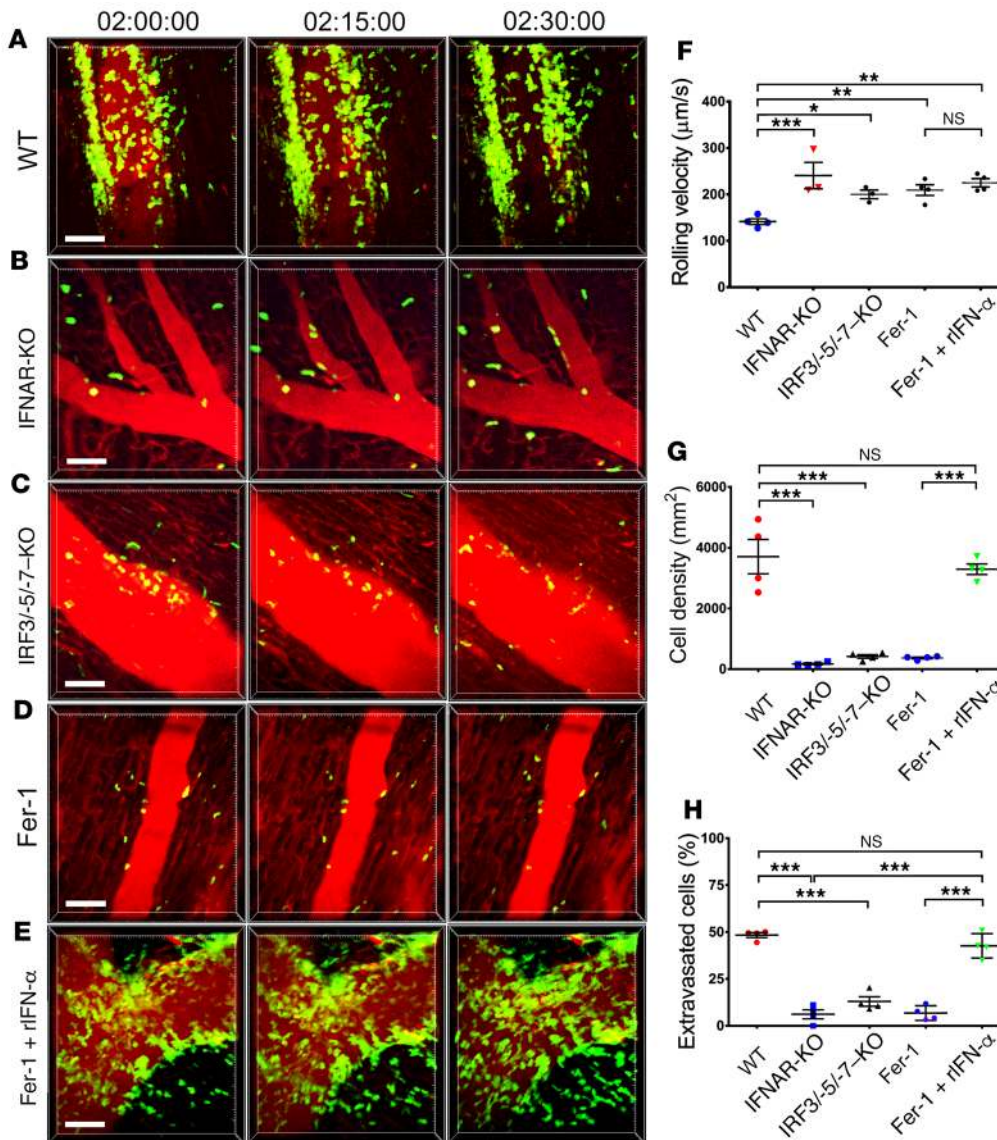 02:00:00 02:15:00 02:30:00
A
WT
B
IFNAR-KO
C
IRF3/-5/-7–KO
D
Fer-1
E
Fer-1 + rIFN-α
F
Rolling velocity (μm/s)
400
300
200
100
0
**
**
*
***
NS
WT
IFNAR-KO
IRF3/-5/-7–KO
Fer-1
Fer-1 + rIFN-α
G
Cell density (mm²)
6000
4000
2000
0
NS
***
***
***
WT
IFNAR-KO
IRF3/-5/-7–KO
Fer-1
Fer-1 + rIFN-α
H
Extravasated cells (%)
100
75
50
25
0
NS
***
***
***
***
WT
IFNAR-KO
IRF3/-5/-7–KO
Fer-1
Fer-1 + rIFN-α